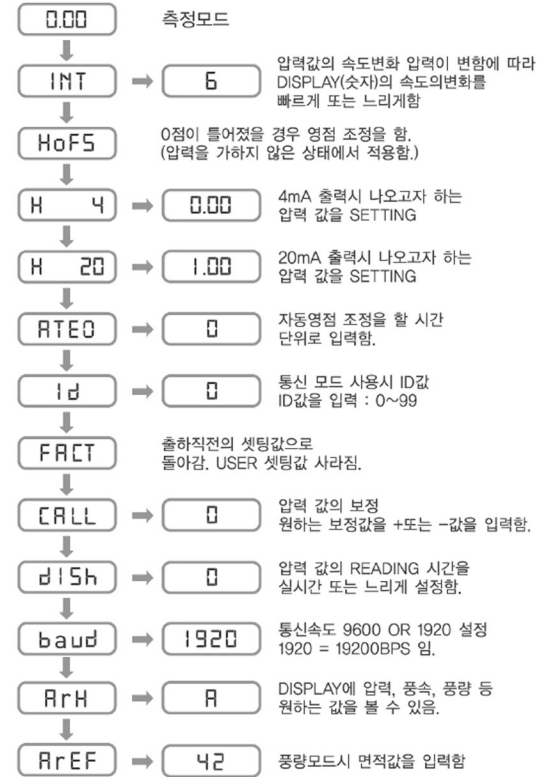 0.00
측정모드
INT
6
압력값의 속도변화 압력이 변함에 따라
DISPLAY(숫자)의 속도의변화를
빠르게 또는 느리게함
HoFS
0점이 틀어졌을 경우 영점 조정을 함.
(압력을 가하지 않은 상태에서 적용함.)
H 4
0.00
4mA 출력시 나오고자 하는
압력 값을 SETTING
H 20
1.00
20mA 출력시 나오고자 하는
압력 값을 SETTING
ATEO
0
자동영점 조정을 할 시간
단위로 입력함.
Id
0
통신 모드 사용시 ID값
ID값을 입력 : 0~99
FACT
출하직전의 셋팅값으로
돌아감. USER 셋팅값 사라짐.
CALL
0
압력 값의 보정
원하는 보정값을 +또는 -값을 입력함.
dISh
0
압력 값의 READING 시간을
실시간 또는 느리게 설정함.
baud
1920
통신속도 9600 OR 1920 설정
1920 = 19200BPS 임.
ArH
A
DISPLAY에 압력, 풍속, 풍량 등
원하는 값을 볼 수 있음.
ArEF
42
풍량모드시 면적값을 입력함